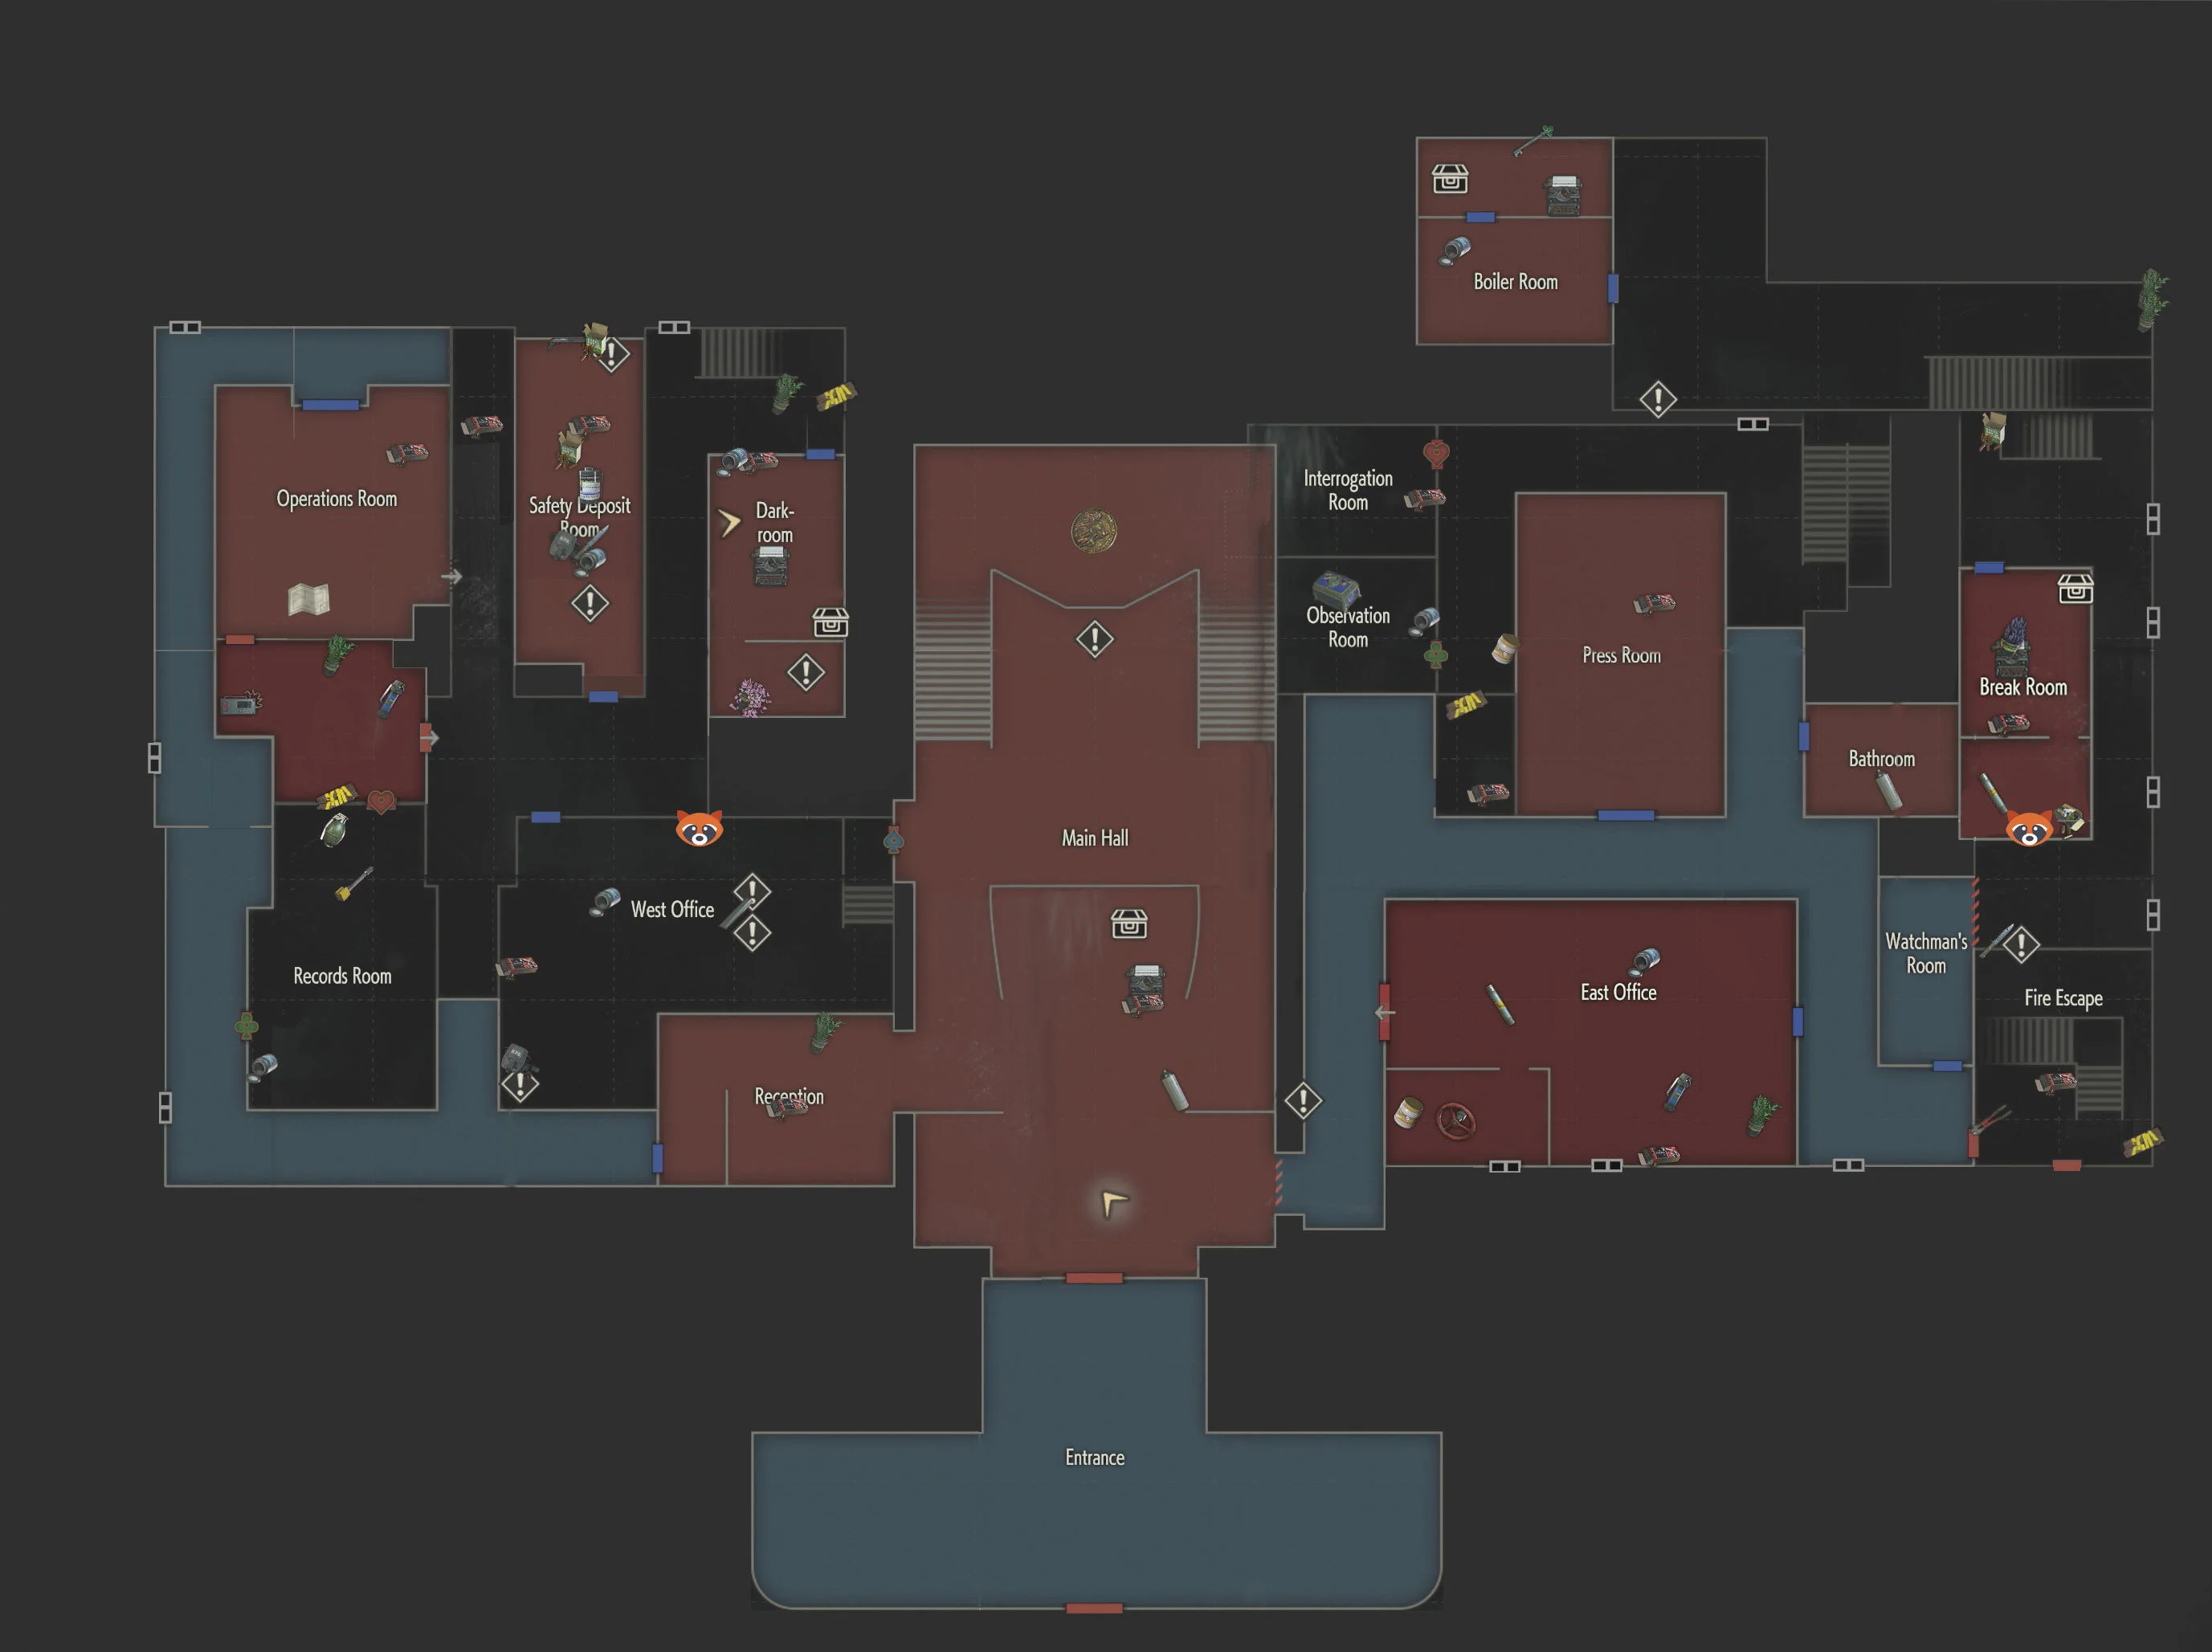 Boiler Room
Operations Room
Safety Deposit
Room
Dark-
room
Interrogation
Room
Observation
Room
Press Room
Break Room
Bathroom
Main Hall
West Office
Records Room
Watchman's
Room
East Office
Fire Escape
Reception
Entrance